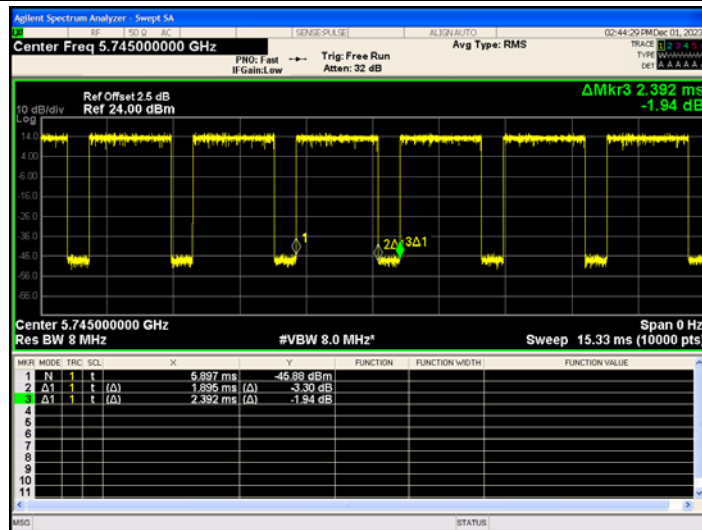 Agilent Spectrum Analyzer - Swept SA
RF 50 Ω AC SENSE:PULSE ALIGN AUTO 02:44:29 PM Dec 01, 2023
Center Freq 5.745000000 GHz
PNO: Fast
IFGain:Low
Trig: Free Run
Atten: 32 dB
Avg Type: RMS
TRACE 1 2 3 4 5
TYPE
DET A A A A A
ΔMkr3 2.392 ms
-1.94 dB
Ref Offset 2.5 dB
10 dB/div Ref 24.00 dBm
Log
14.0
4.00
-6.00
-16.0
-26.0
-36.0
-46.0
-56.0
-66.0
1
2Δ
3Δ1
Center 5.745000000 GHz Span 0 Hz
Res BW 8 MHz #VBW 8.0 MHz* Sweep 15.33 ms (10000 pts)
MKR MODE TRC SCL X Y FUNCTION FUNCTION WIDTH FUNCTION VALUE
1 N 1 t 5.897 ms -45.88 dBm
2 Δ1 1 t (Δ) 1.895 ms (Δ) -3.30 dB
3 Δ1 1 t (Δ) 2.392 ms (Δ) -1.94 dB
4
5
6
7
8
9
10
11
MSG STATUS